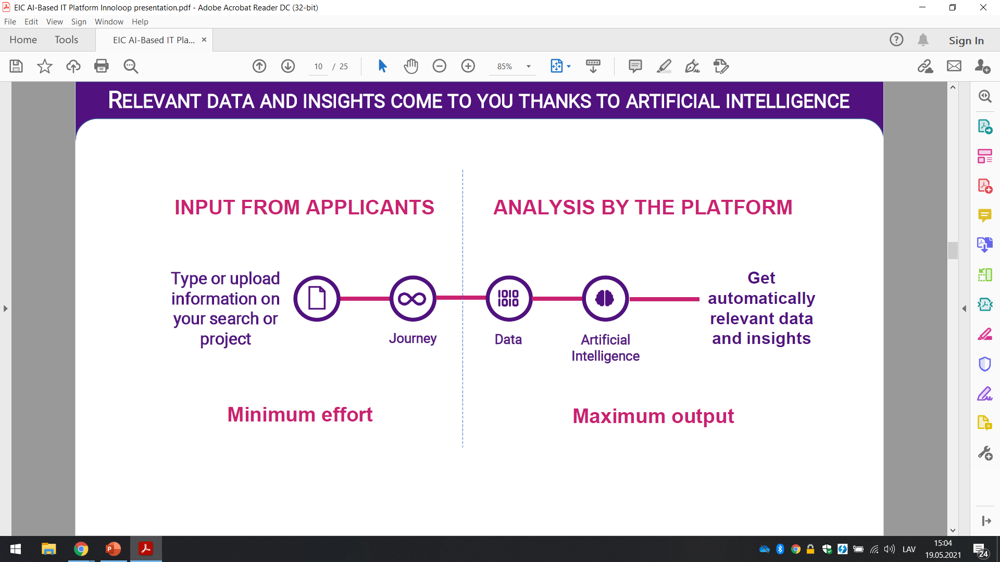 EIC AI-Based IT Platform Innoloop presentation.pdf - Adobe Acrobat Reader DC (32-bit)
File Edit View Sign Window Help
Home Tools EIC AI-Based IT Pla... × Sign In
10 / 25 85%
RELEVANT DATA AND INSIGHTS COME TO YOU THANKS TO ARTIFICIAL INTELLIGENCE
INPUT FROM APPLICANTS
ANALYSIS BY THE PLATFORM
Type or upload
information on
your search or
project
Journey
1010
1010
Data
Artificial
Intelligence
Get
automatically
relevant data
and insights
Minimum effort
Maximum output
LAV
15:04
19.05.2021
24